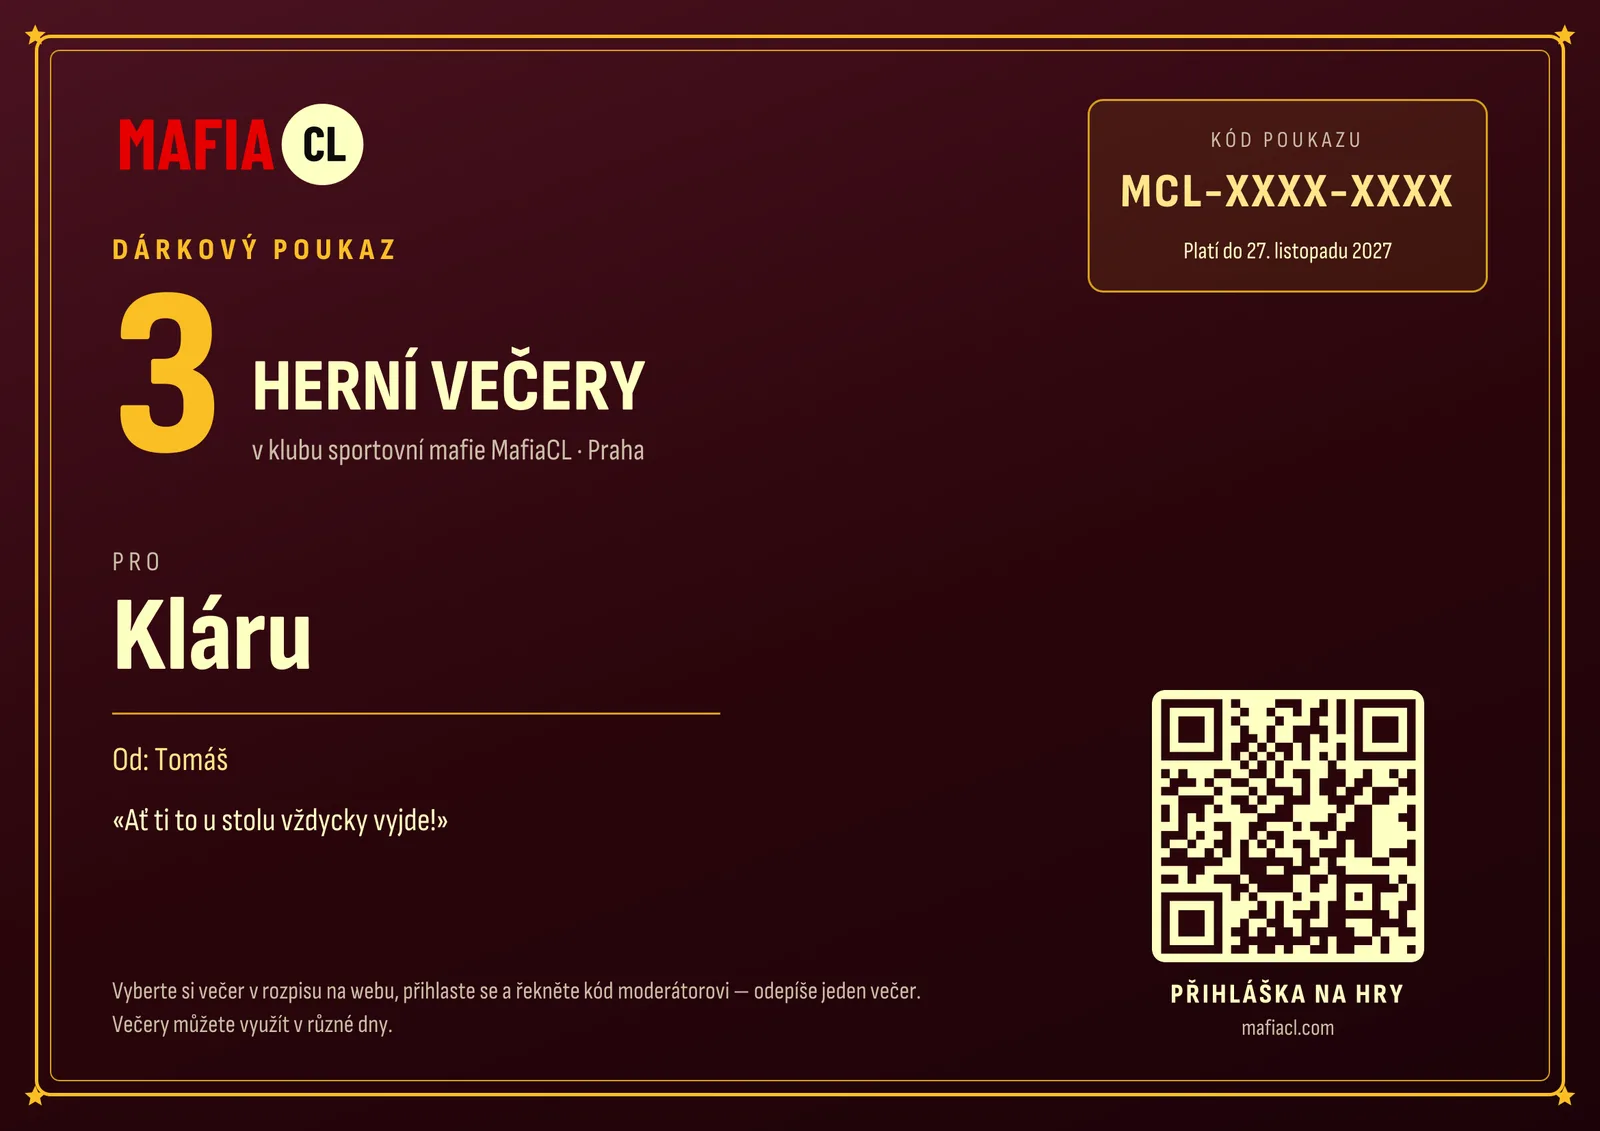 MAFIA CL
DÁRKOVÝ POUKAZ
3 HERNÍ VEČERY
v klubu sportovní mafie MafiaCL · Praha
KÓD POUKAZU
MCL-XXXX-XXXX
Platí do 27. listopadu 2027
PRO
Kláru
Od: Tomáš
«Ať ti to u stolu vždycky vyjde!»
Vyberte si večer v rozpisu na webu, přihlaste se a řekněte kód moderátorovi — odepíše jeden večer.
Večery můžete využít v různé dny.
PŘIHLÁŠKA NA HRY
mafiacl.com